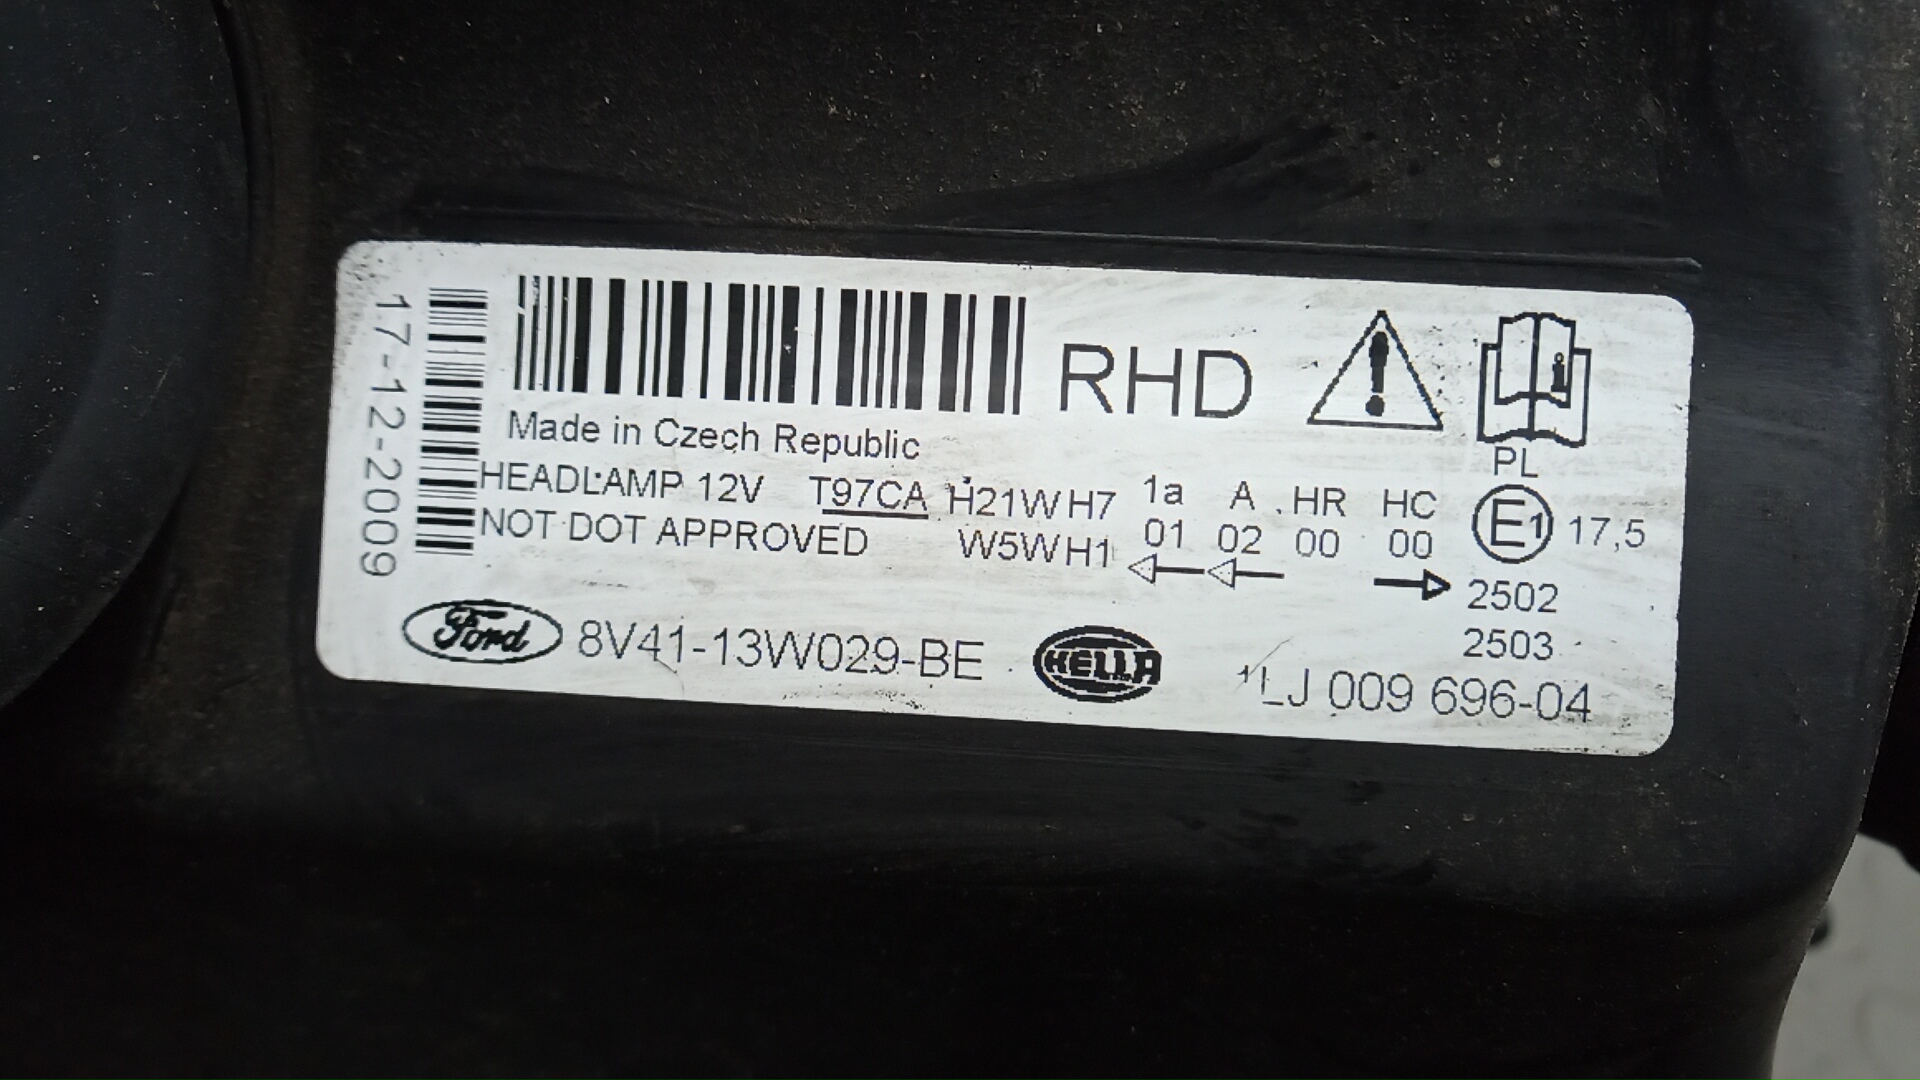 17-12-2009
RHD
Made in Czech Republic
HEADLAMP 12V T97CA H21W H7 1a A HR HC PL
NOT DOT APPROVED W5W H1 01 02 00 00 E1 17,5
2502
2503
Ford 8V41-13W029-BE HELLA 1LJ 009 696-04